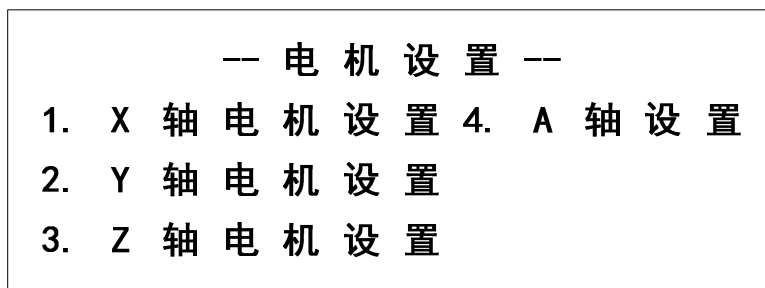 -- 电机设置 --
1. X 轴电机设置 4. A 轴设置
2. Y 轴电机设置
3. Z 轴电机设置